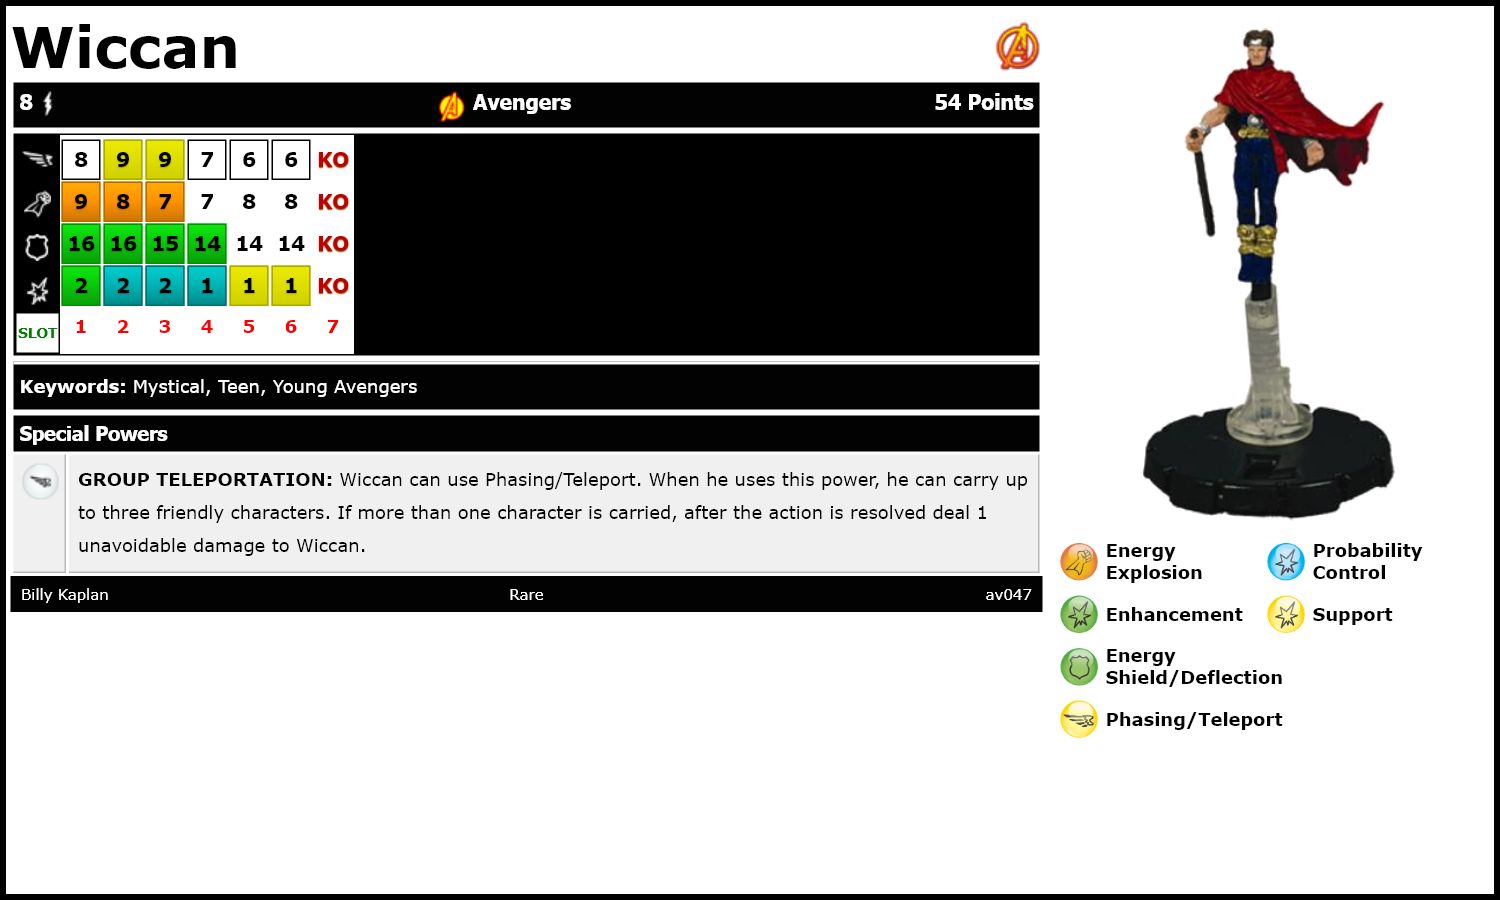 Wiccan
8 Avengers 54 Points
8 9 9 7 6 6 KO
9 8 7 7 8 8 KO
16 16 15 14 14 14 KO
2 2 2 1 1 1 KO
SLOT 1 2 3 4 5 6 7
Keywords: Mystical, Teen, Young Avengers
Special Powers
GROUP TELEPORTATION: Wiccan can use Phasing/Teleport. When he uses this power, he can carry up
to three friendly characters. If more than one character is carried, after the action is resolved deal 1
unavoidable damage to Wiccan.
Billy Kaplan Rare av047
Energy
Explosion
Probability
Control
Enhancement
Support
Energy
Shield/Deflection
Phasing/Teleport